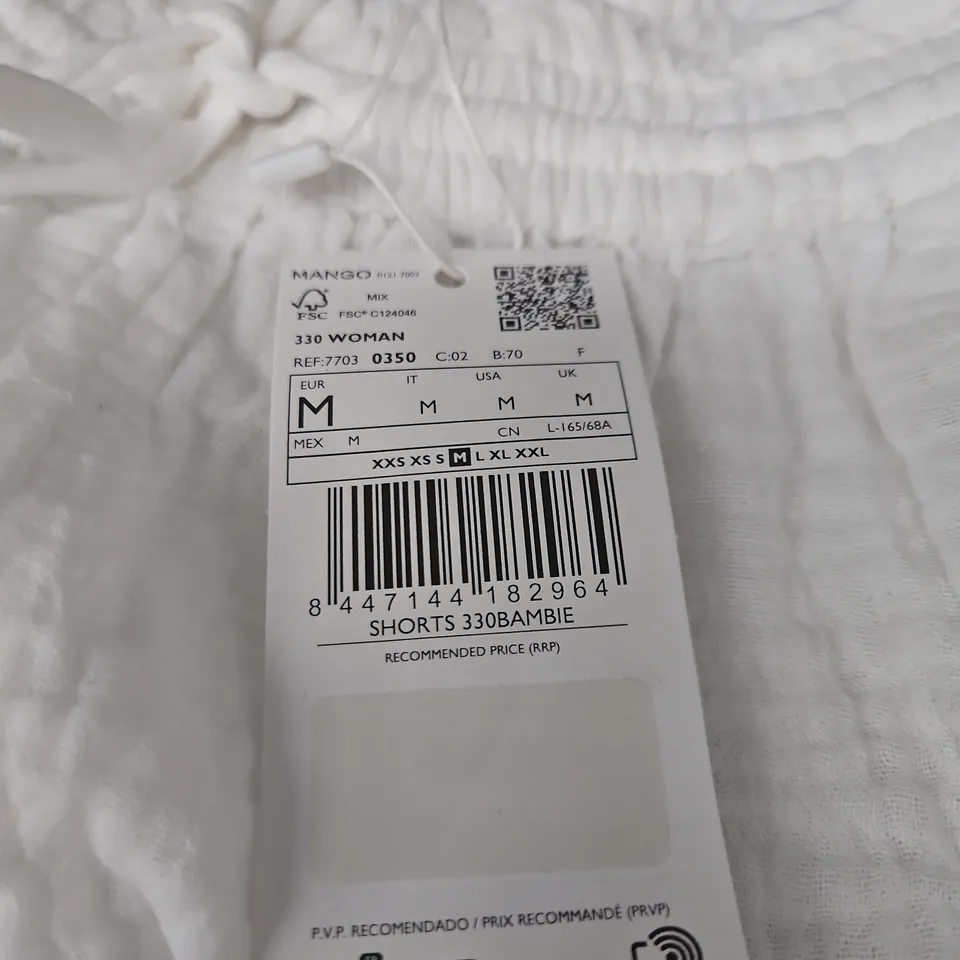 MANGO 0131 7003
MIX
FSC FSC® C124046
330 WOMAN
REF:7703 0350 C:02 B:70 F
EUR IT USA UK
M M M M
MEX M CN L-165/68A
XXS XS S M L XL XXL
8 447144 182964
SHORTS 330BAMBIE
RECOMMENDED PRICE (RRP)
P.V.P. RECOMENDADO / PRIX RECOMMANDÉ (PRVP)